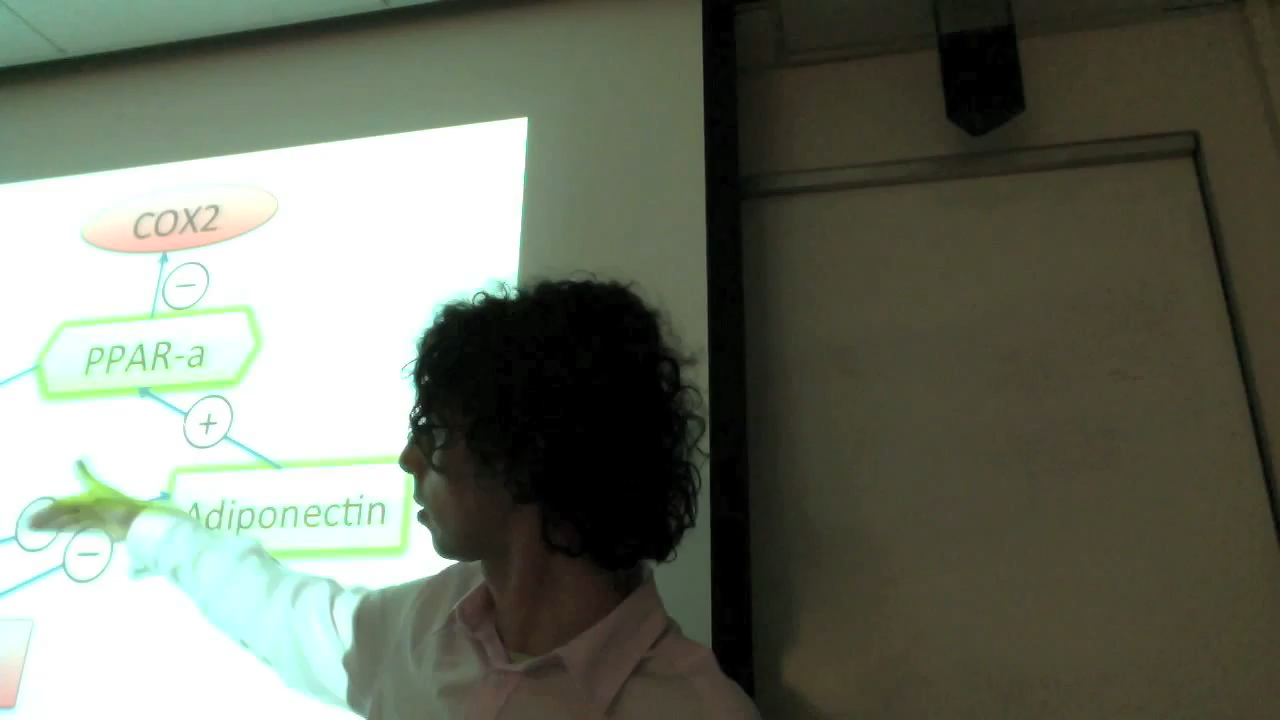 COX2
−
PPAR-a
+
Adiponectin
−